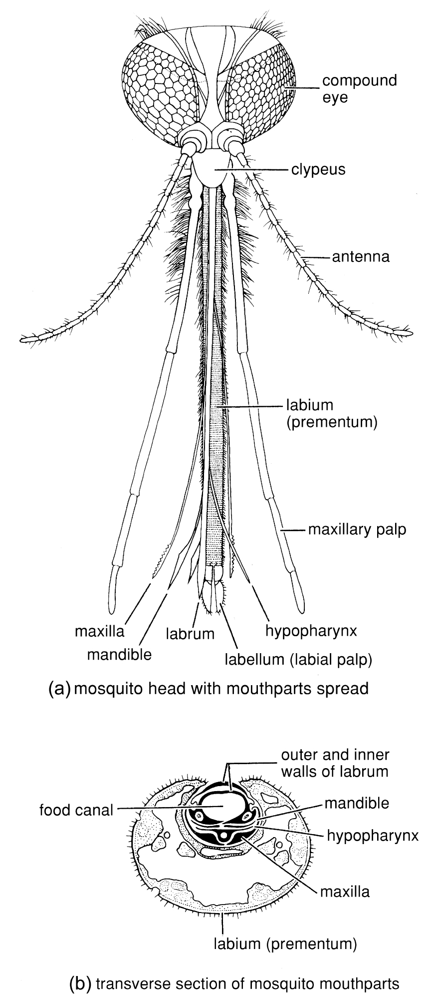 compound
eye
clypeus
antenna
labium
(prementum)
maxillary palp
maxilla
labrum
hypopharynx
mandible
labellum (labial palp)
(a) mosquito head with mouthparts spread
outer and inner
walls of labrum
food canal
mandible
hypopharynx
maxilla
labium (prementum)
(b) transverse section of mosquito mouthparts